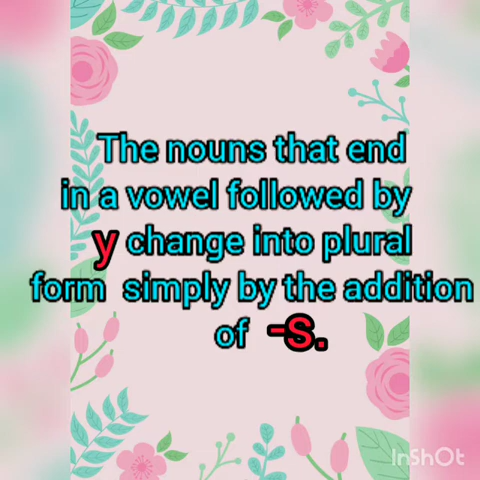 The nouns that end
in a vowel followed by
y change into plural
form simply by the addition
of -s.
InShOt